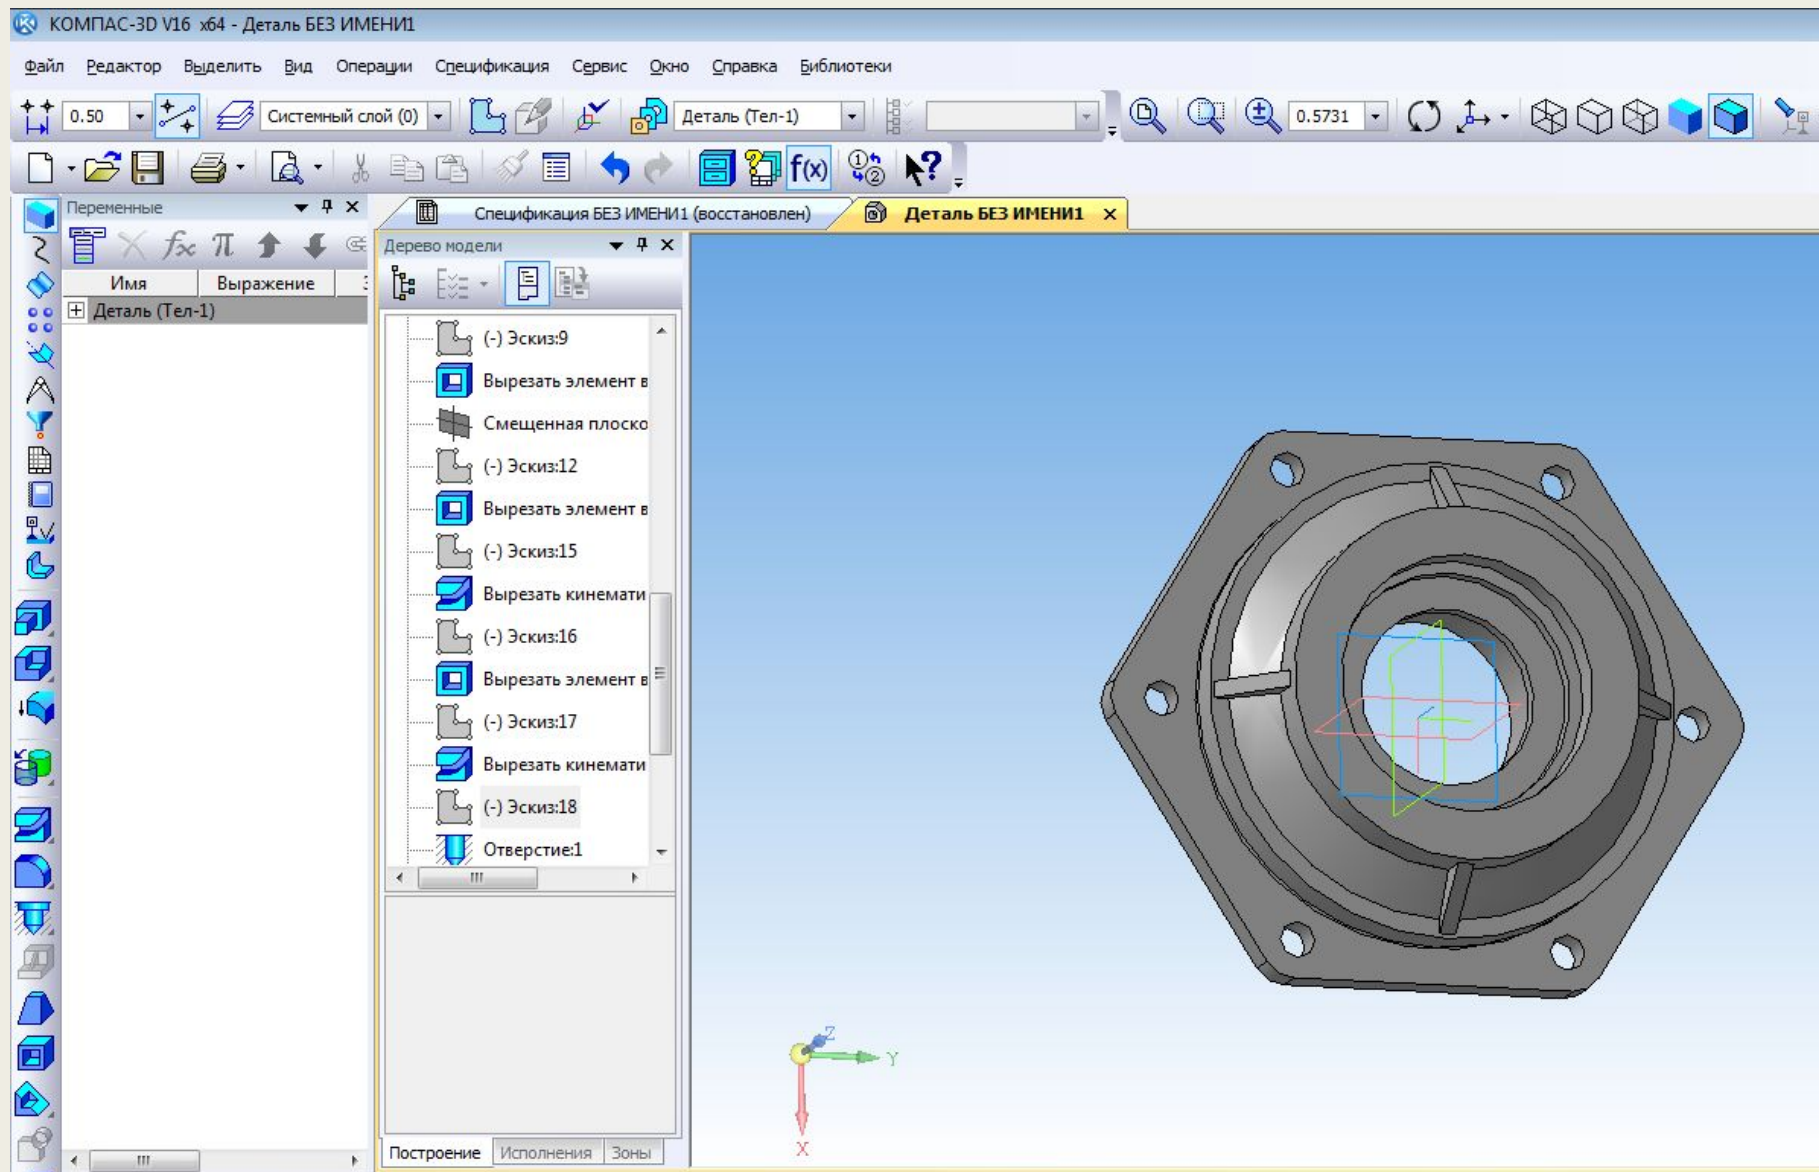 КОМПАС-3D V16 x64 - Деталь БЕЗ ИМЕНИ1
Файл Редактор Выделить Вид Операции Спецификация Сервис Окно Справка Библиотеки
0.50 Системный слой (0) Деталь (Тел-1) 0.5731
f(x)
Переменные
Спецификация БЕЗ ИМЕНИ1 (восстановлен) Деталь БЕЗ ИМЕНИ1
Дерево модели
Имя Выражение
Деталь (Тел-1)
(-) Эскиз:9
Вырезать элемент в
Смещенная плоско
(-) Эскиз:12
Вырезать элемент в
(-) Эскиз:15
Вырезать кинемати
(-) Эскиз:16
Вырезать элемент в
(-) Эскиз:17
Вырезать кинемати
(-) Эскиз:18
Отверстие:1
Z
Y
X
Построение Исполнения Зоны